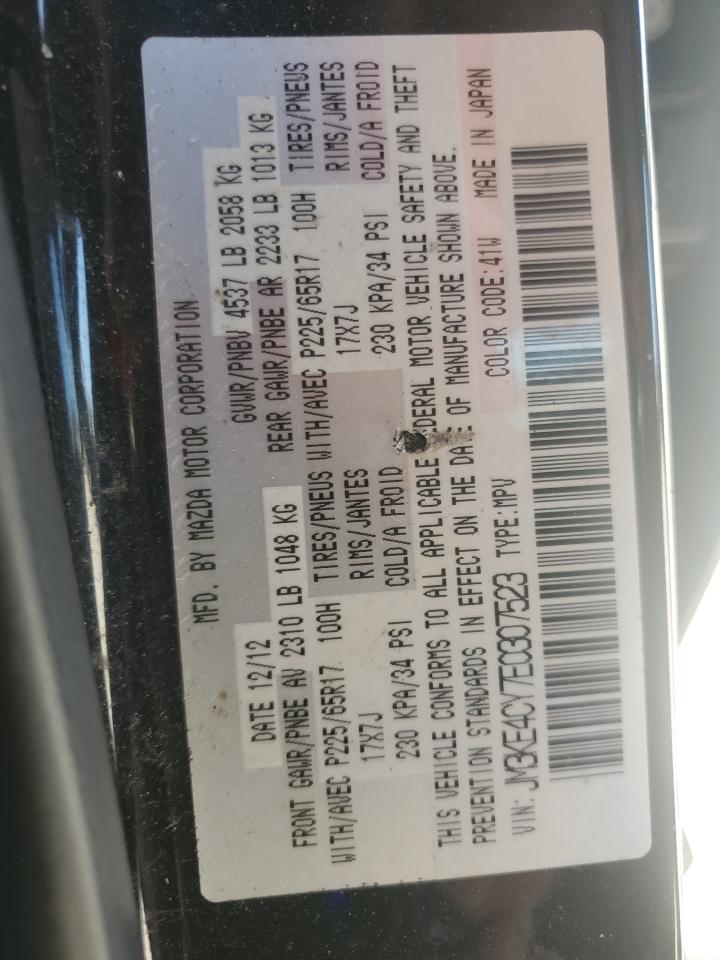 MFD. BY MAZDA MOTOR CORPORATION
DATE 12/12 GVWR/PNBV 4537 LB 2058 KG
FRONT GAWR/PNBE AV 2310 LB 1048 KG REAR GAWR/PNBE AR 2233 LB 1013 KG
WITH/AVEC P225/65R17 100H TIRES/PNEUS WITH/AVEC P225/65R17 100H TIRES/PNEUS
17X7J RIMS/JANTES 17X7J RIMS/JANTES
230 KPA/34 PSI COLD/A FROID 230 KPA/34 PSI COLD/A FROID
THIS VEHICLE CONFORMS TO ALL APPLICABLE MOTOR VEHICLE SAFETY AND THEFT
PREVENTION STANDARDS IN EFFECT ON THE OF MANUFACTURE SHOWN ABOVE.
COLOR CODE:41W MADE IN JAPAN
VIN: JM3KE4CY7E0307523 TYPE:MPV